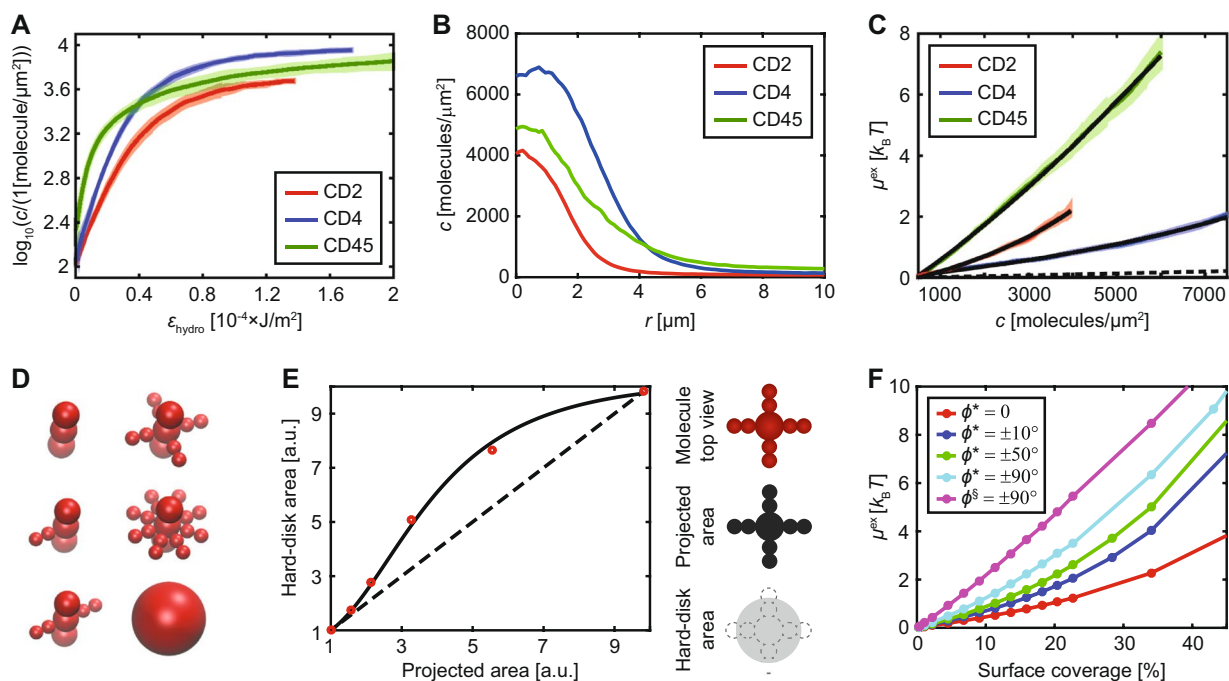 A
log₁₀(c/(1[molecule/µm²]))
4
3.6
3.2
2.8
2.4
2
0
0.4
0.8
1.2
1.6
2
ε_hydro [10⁻⁴×J/m²]
CD2
CD4
CD45
B
c [molecules/µm²]
8000
6000
4000
2000
0
0
2
4
6
8
10
r [µm]
CD2
CD4
CD45
C
µᵉˣ [k_BT]
8
6
4
2
0
1000
3000
5000
7000
c [molecules/µm²]
CD2
CD4
CD45
D
E
Hard-disk area [a.u.]
9
7
5
3
1
1
3
5
7
9
Projected area [a.u.]
Molecule
top view
Projected
area
Hard-disk
area
F
µᵉˣ [k_BT]
10
8
6
4
2
0
0
10
20
30
40
Surface coverage [%]
ϕ* = 0
ϕ* = ±10°
ϕ* = ±50°
ϕ* = ±90°
ϕ§ = ±90°